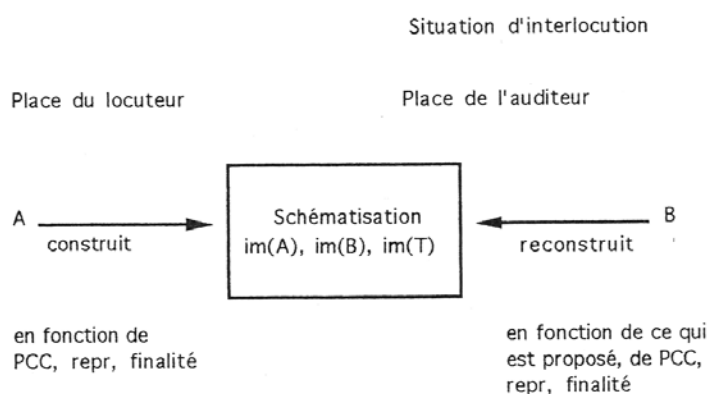 Situation d'interlocution
Place du locuteur
Place de l'auditeur
A
construit
Schématisation
im(A), im(B), im(T)
B
reconstruit
en fonction de
PCC, repr, finalité
en fonction de ce qui
est proposé, de PCC,
repr, finalité